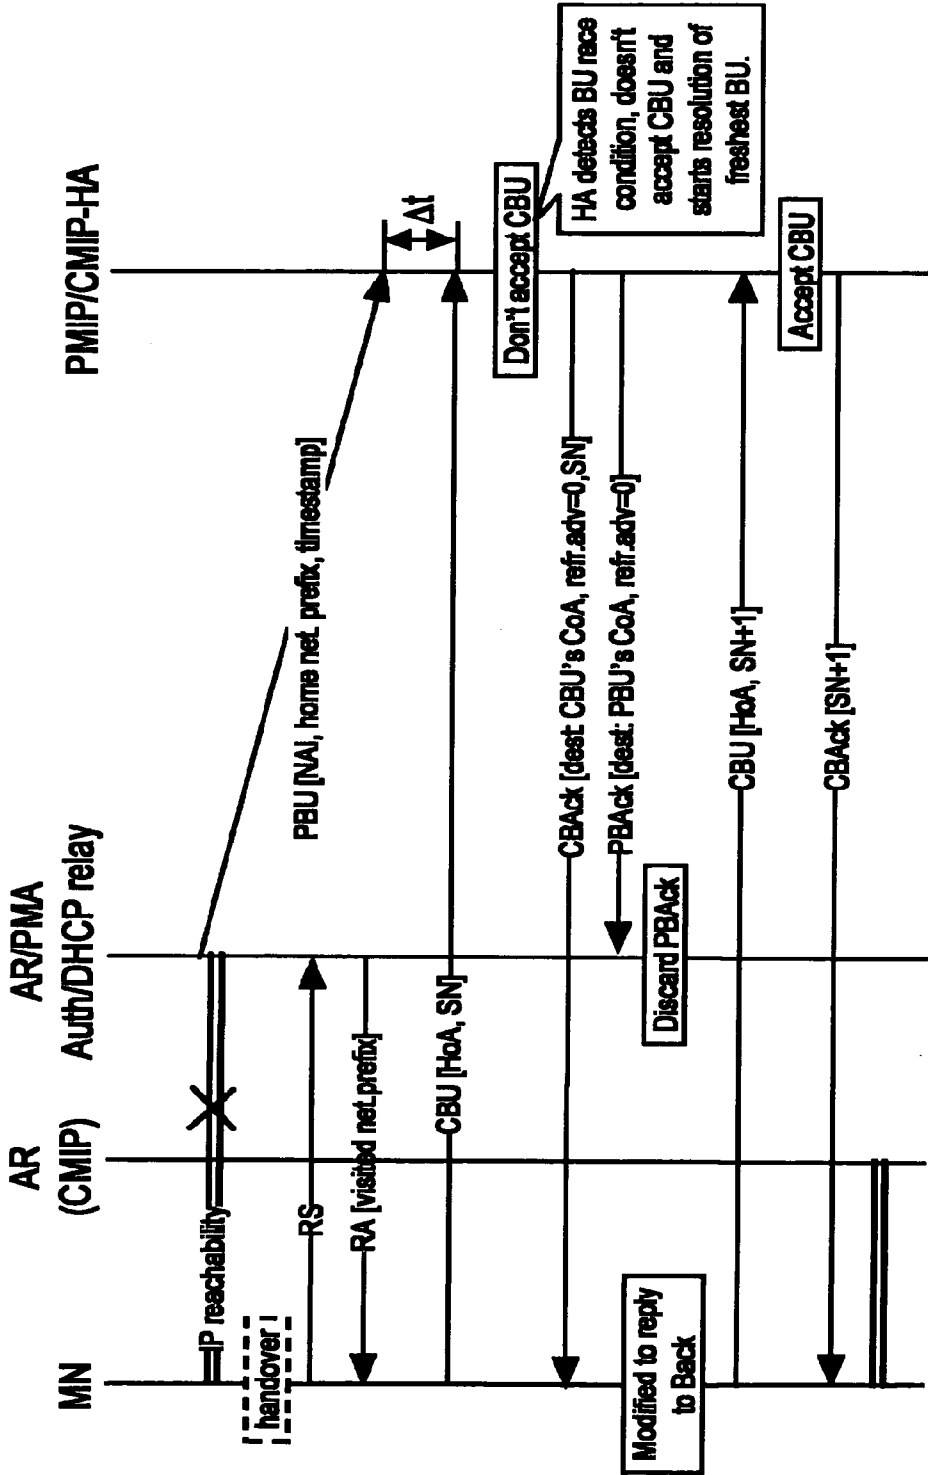 MN
AR
(CMIP)
AR/PMA
Auth/DHCP relay
PMIP/CMIP-HA
IP reachability
handover
PBU [NAI, home net. prefix, timestamp]
RS
RA [visited net.prefix]
Δt
CBU [HoA, SN]
Don't accept CBU
HA detects BU race
condition, doesn't
accept CBU and
starts resolution of
freshest BU.
CBAck [dest: CBU's CoA, refr.adv=0,SN]
PBAck [dest: PBU's CoA, refr.adv=0]
Discard PBAck
Modified to reply
to Back
CBU [HoA, SN+1]
Accept CBU
CBAck [SN+1]